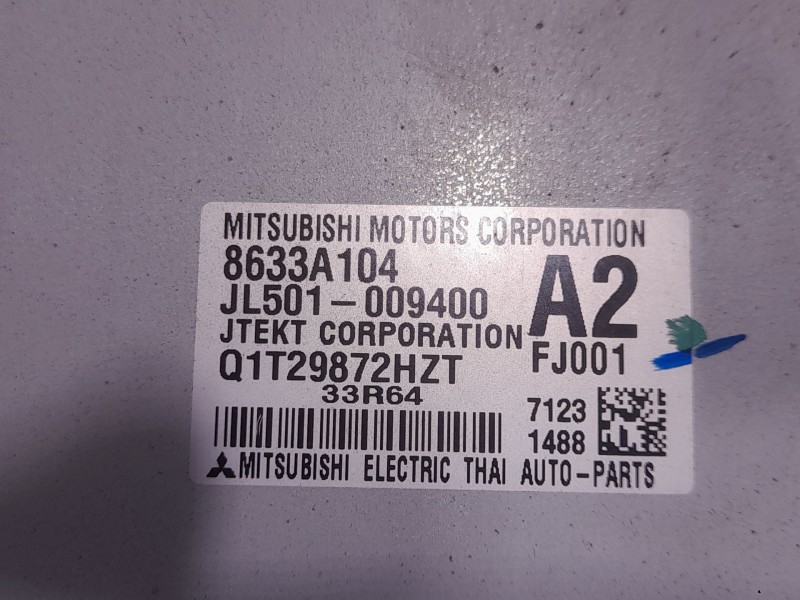 MITSUBISHI MOTORS CORPORATION
8633A104
JL501-009400
A2
JTEKT CORPORATION
Q1T29872HZT
FJ001
33R64
7123
1488
MITSUBISHI ELECTRIC THAI AUTO-PARTS